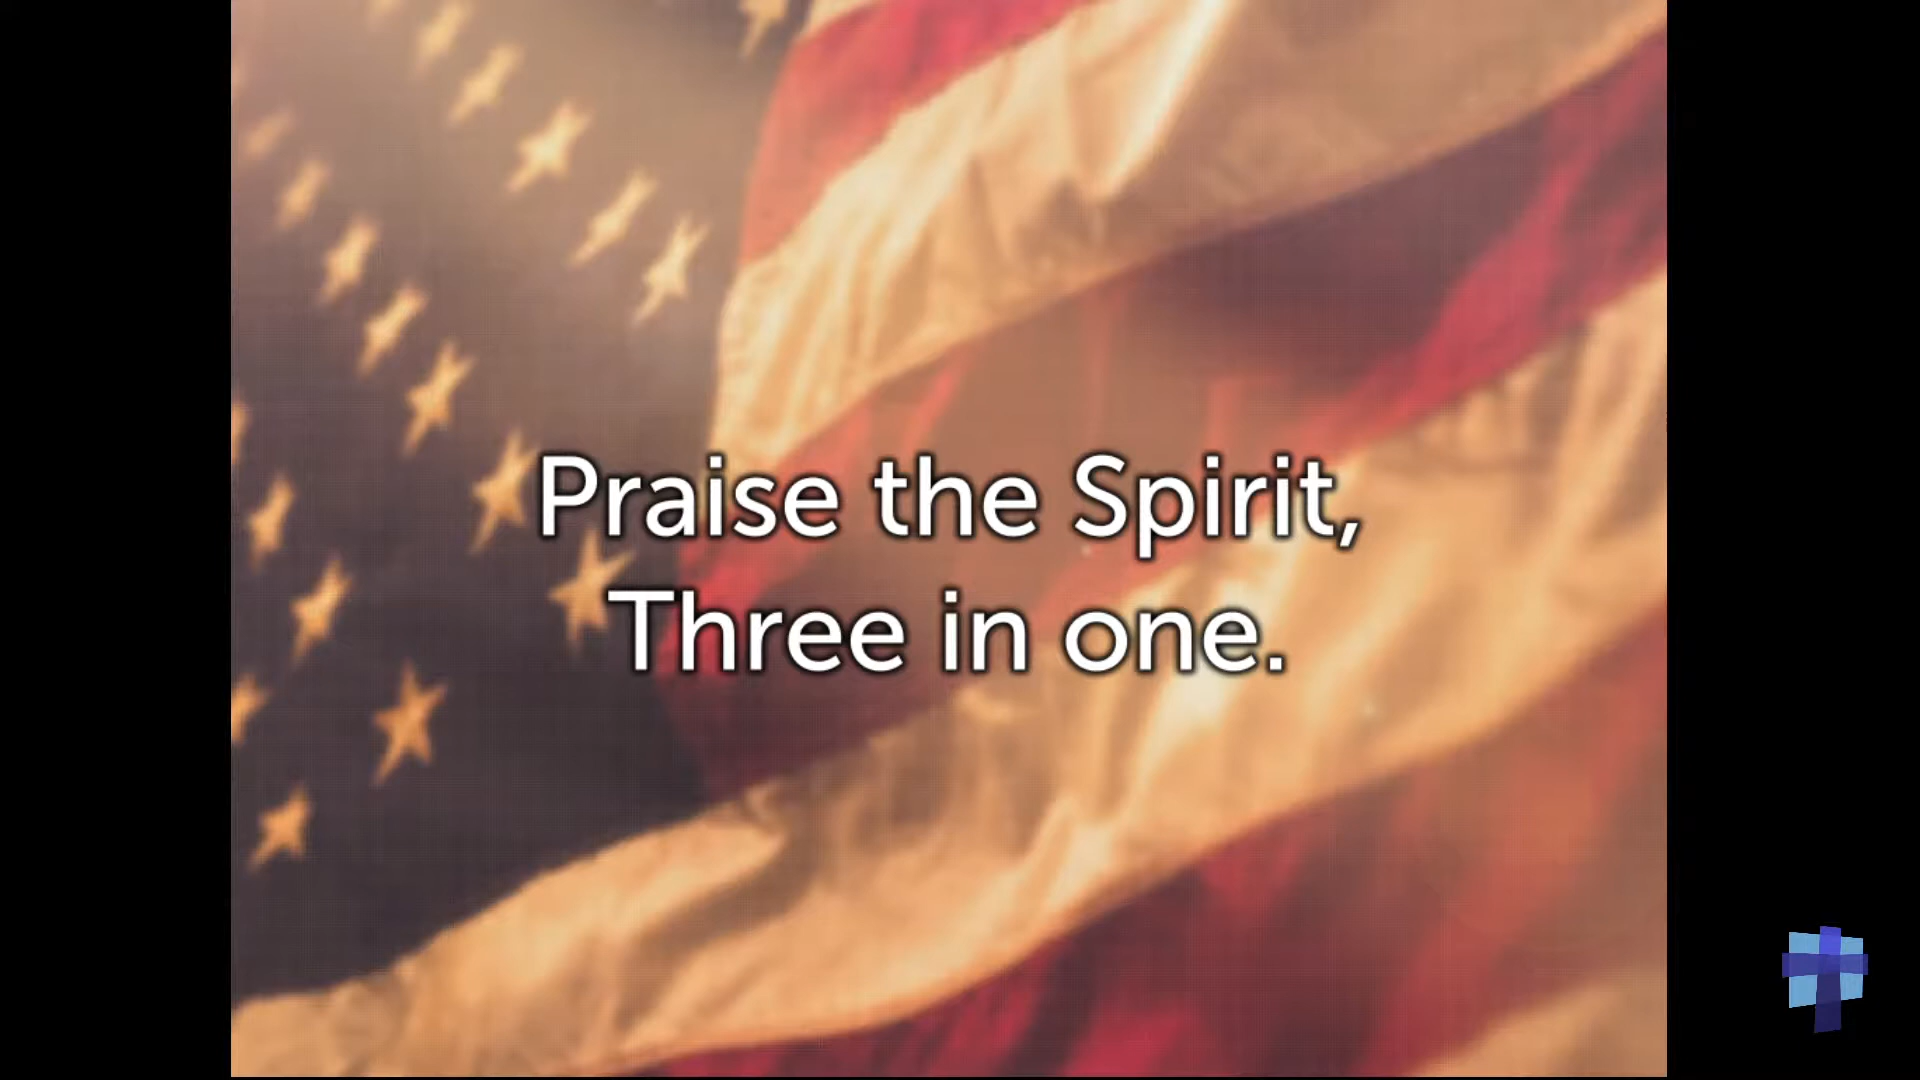 Praise the Spirit,
Three in one.